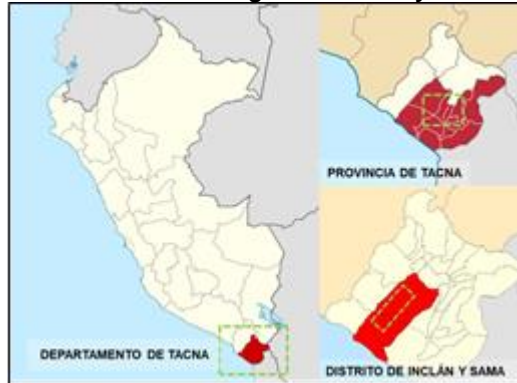 PROVINCIA DE TACNA
DEPARTAMENTO DE TACNA
DISTRITO DE INCLÁN Y SAMA